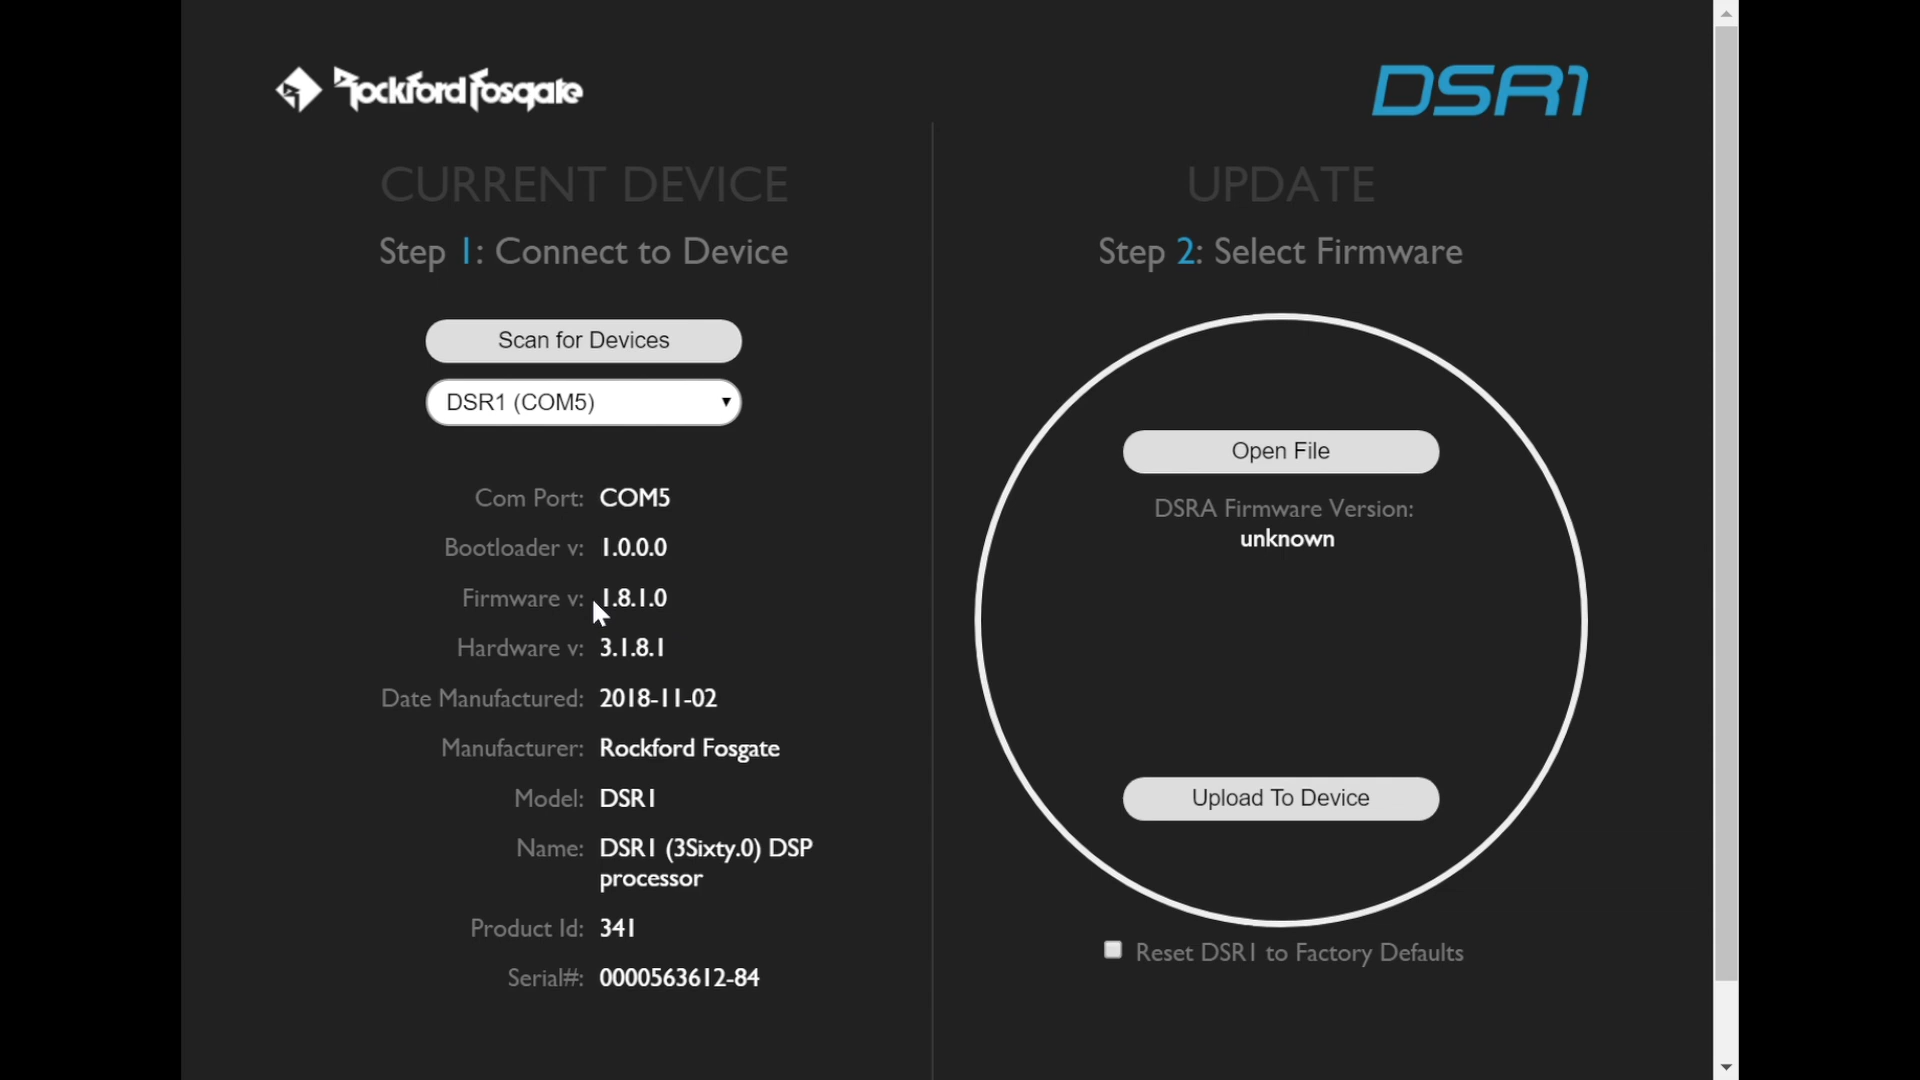 Rockford Fosgate
DSR1
CURRENT DEVICE
Step 1: Connect to Device
Scan for Devices
DSR1 (COM5)
Com Port: COM5
Bootloader v: 1.0.0.0
Firmware v: 1.8.1.0
Hardware v: 3.1.8.1
Date Manufactured: 2018-11-02
Manufacturer: Rockford Fosgate
Model: DSR1
Name: DSR1 (3Sixty.0) DSP
processor
Product Id: 341
Serial#: 0000563612-84
UPDATE
Step 2: Select Firmware
Open File
DSRA Firmware Version:
unknown
Upload To Device
Reset DSR1 to Factory Defaults